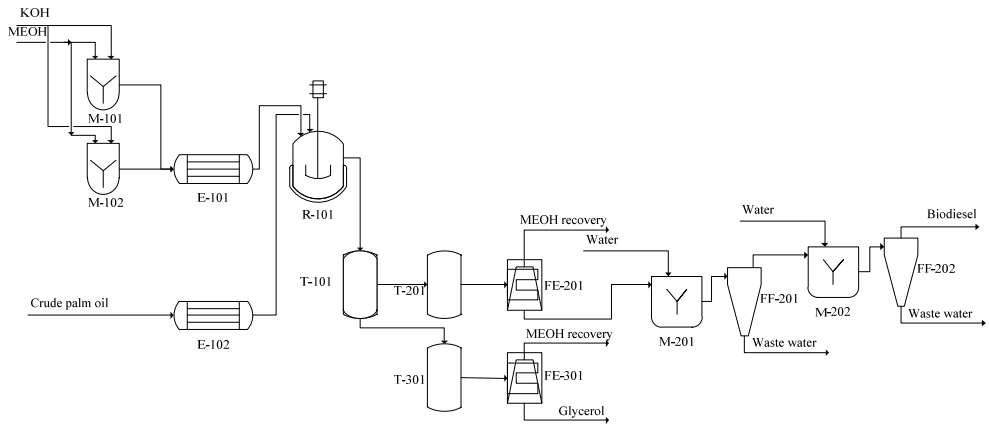 KOH
MEOH
M-101
M-102
E-101
R-101
Crude palm oil
E-102
T-101
T-201
MEOH recovery
FE-201
Water
M-201
FF-201
Waste water
Water
M-202
Biodiesel
FF-202
Waste water
T-301
MEOH recovery
FE-301
Glycerol